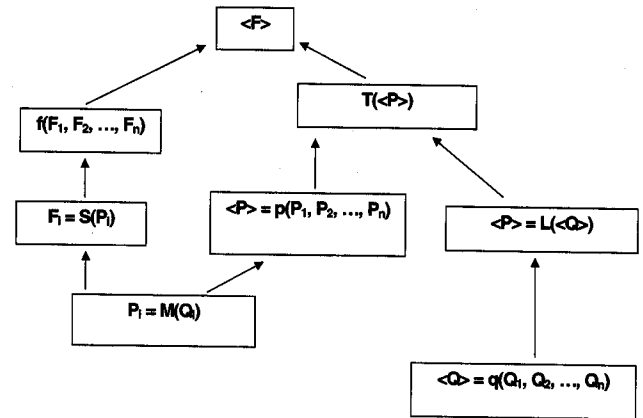 <F>
T(<P>)
f(F₁, F₂, ..., Fₙ)
<P> = p(P₁, P₂, ..., Pₙ)
Fᵢ = S(Pᵢ)
<P> = L(<Q>)
Pᵢ = M(Qᵢ)
<Q> = q(Q₁, Q₂, ..., Qₙ)